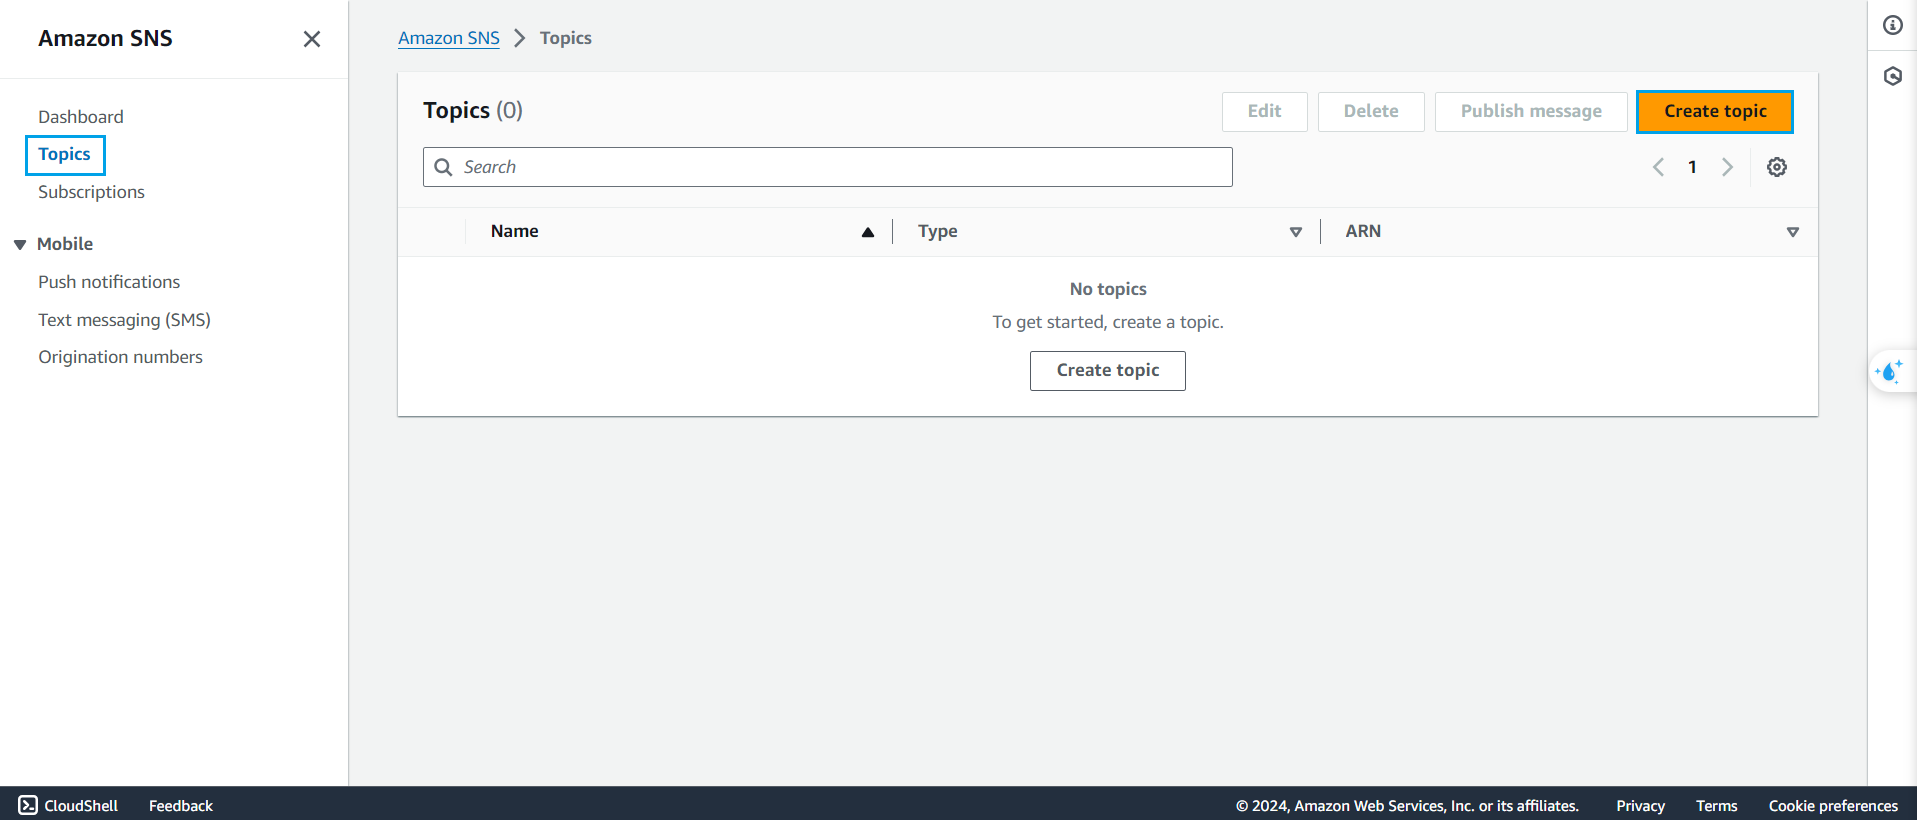 Amazon SNS
Dashboard
Topics
Subscriptions
Mobile
Push notifications
Text messaging (SMS)
Origination numbers
Amazon SNS Topics
Topics (0)
Edit Delete Publish message Create topic
Search
1
Name Type ARN
No topics
To get started, create a topic.
Create topic
CloudShell Feedback © 2024, Amazon Web Services, Inc. or its affiliates. Privacy Terms Cookie preferences